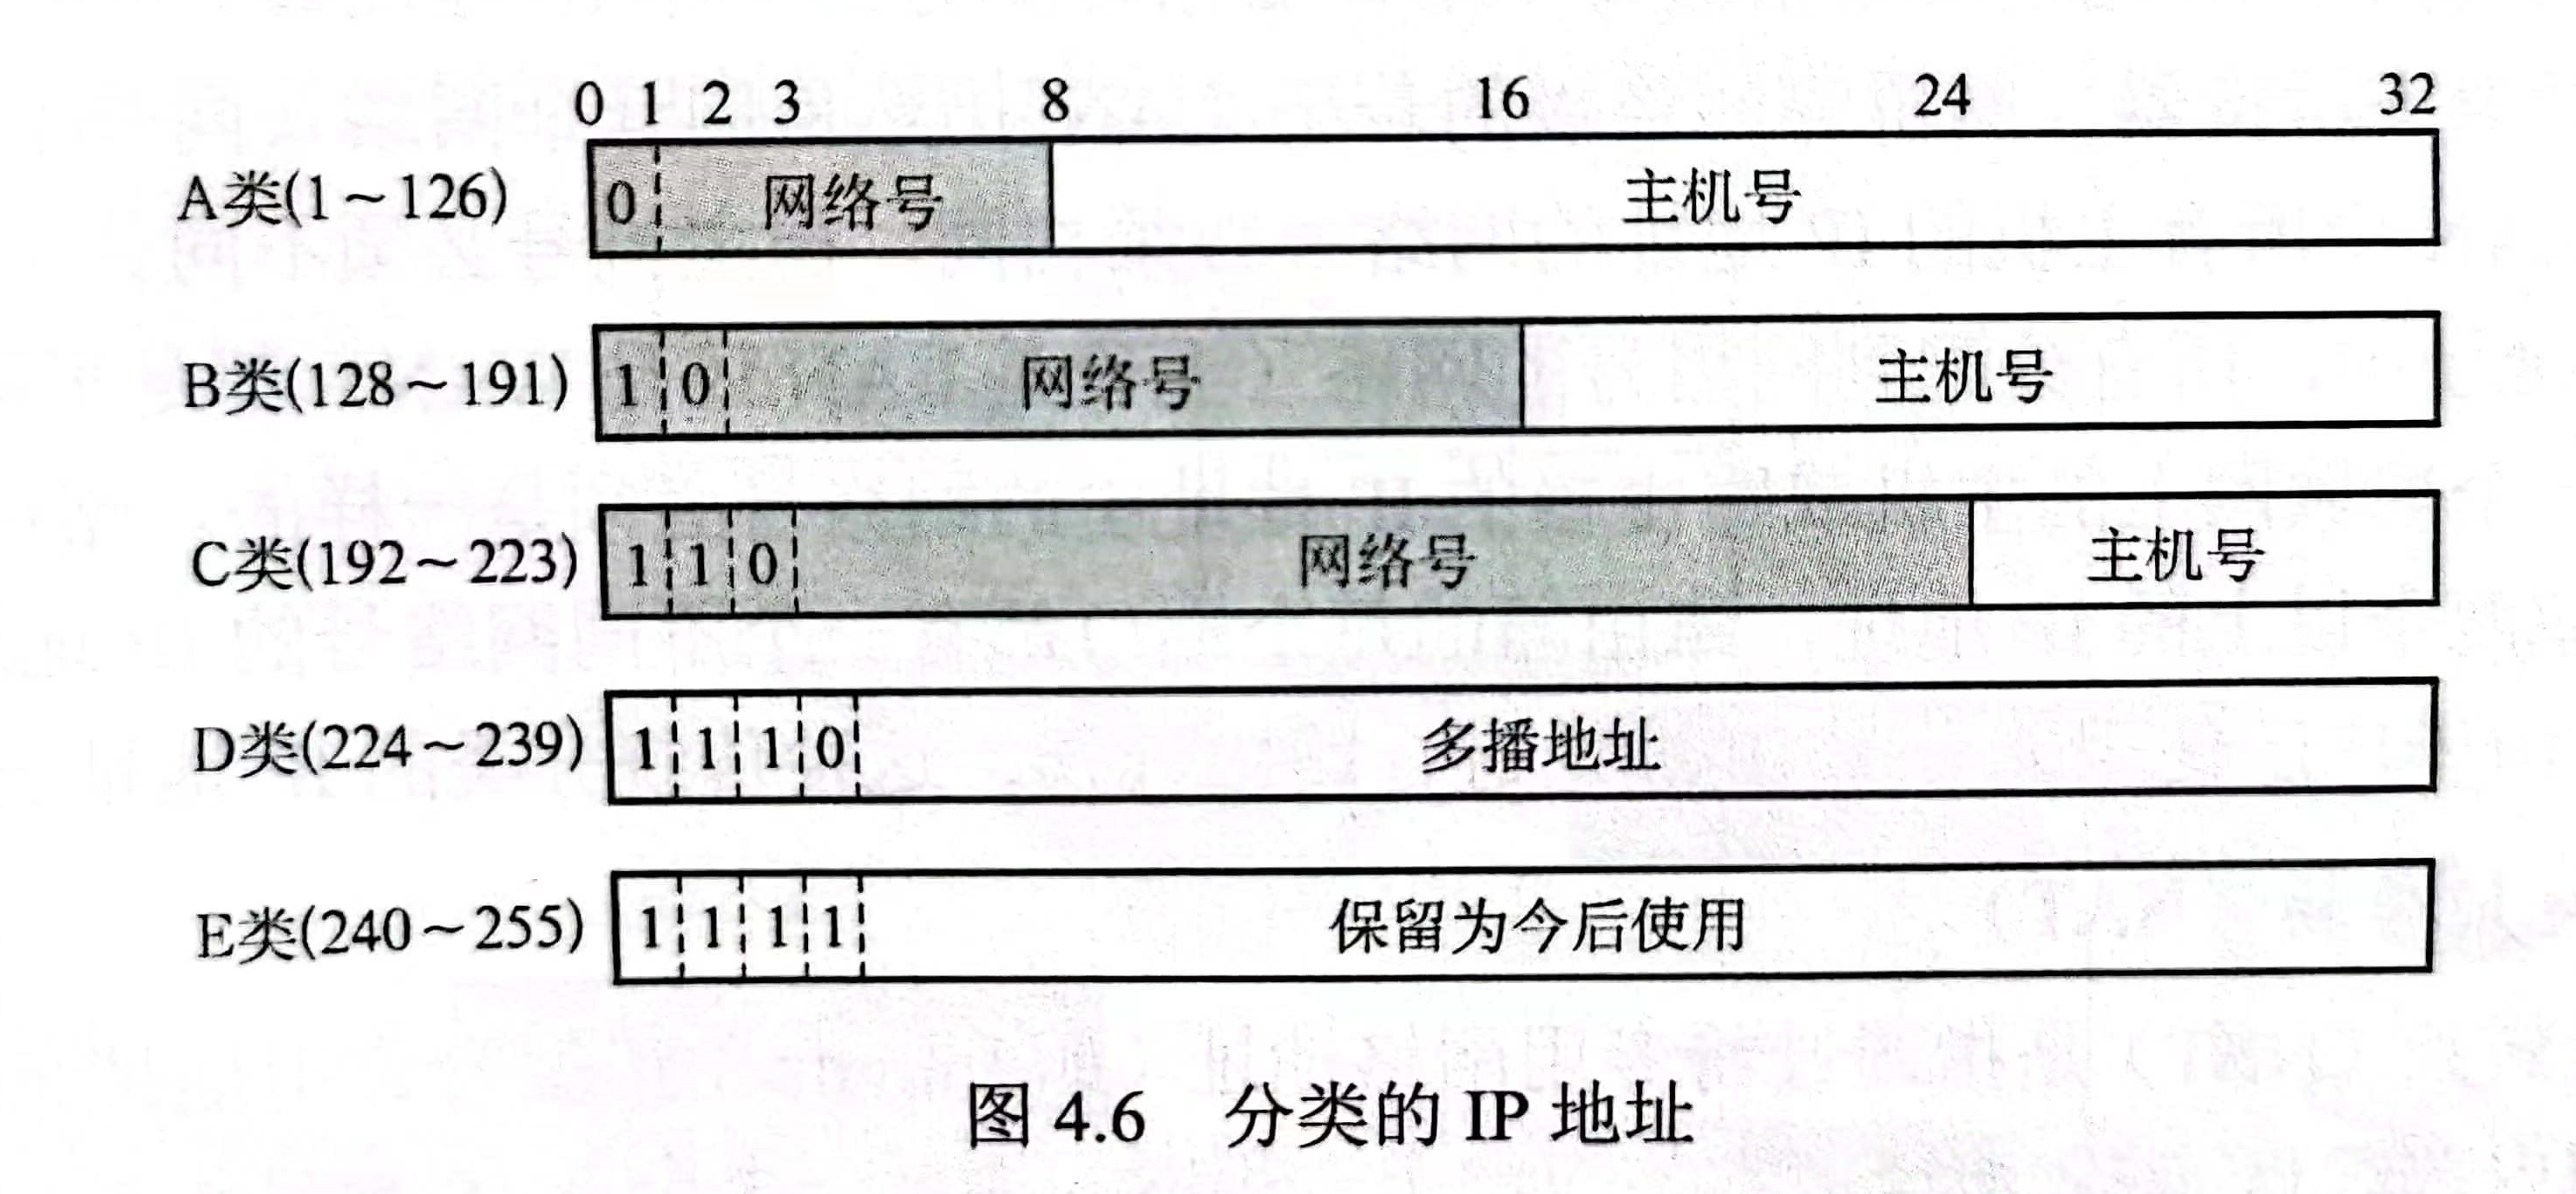 0 1 2 3 8 16 24 32
A类(1～126) 0 网络号 主机号
B类(128～191) 1 0 网络号 主机号
C类(192～223) 1 1 0 网络号 主机号
D类(224～239) 1 1 1 0 多播地址
E类(240～255) 1 1 1 1 保留为今后使用
图 4.6 分类的 IP 地址